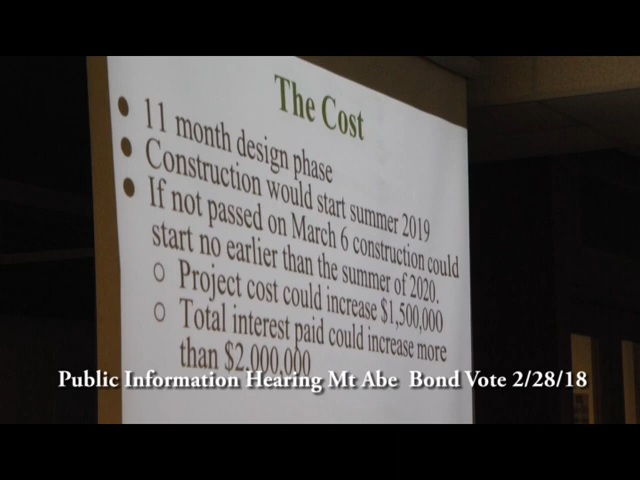 The Cost
● 11 month design phase
● Construction would start summer 2019
● If not passed on March 6 construction could
start no earlier than the summer of 2020.
○ Project cost could increase $1,500,000
○ Total interest paid could increase more
than $2,000,000
Public Information Hearing Mt Abe Bond Vote 2/28/18